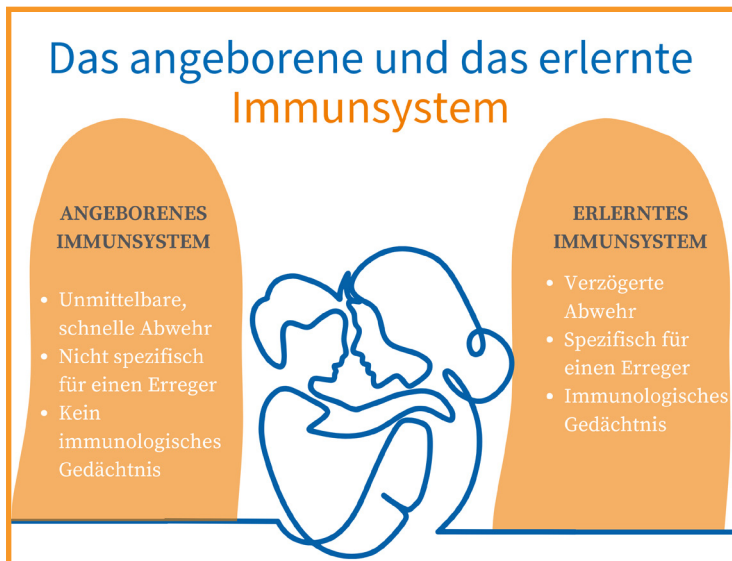 Das angeborene und das erlernte
Immunsystem
ANGEBORENES
IMMUNSYSTEM
• Unmittelbare,
schnelle Abwehr
• Nicht spezifisch
für einen Erreger
• Kein
immunologisches
Gedächtnis
ERLERNTES
IMMUNSYSTEM
• Verzögerte
Abwehr
• Spezifisch für
einen Erreger
• Immunologisches
Gedächtnis